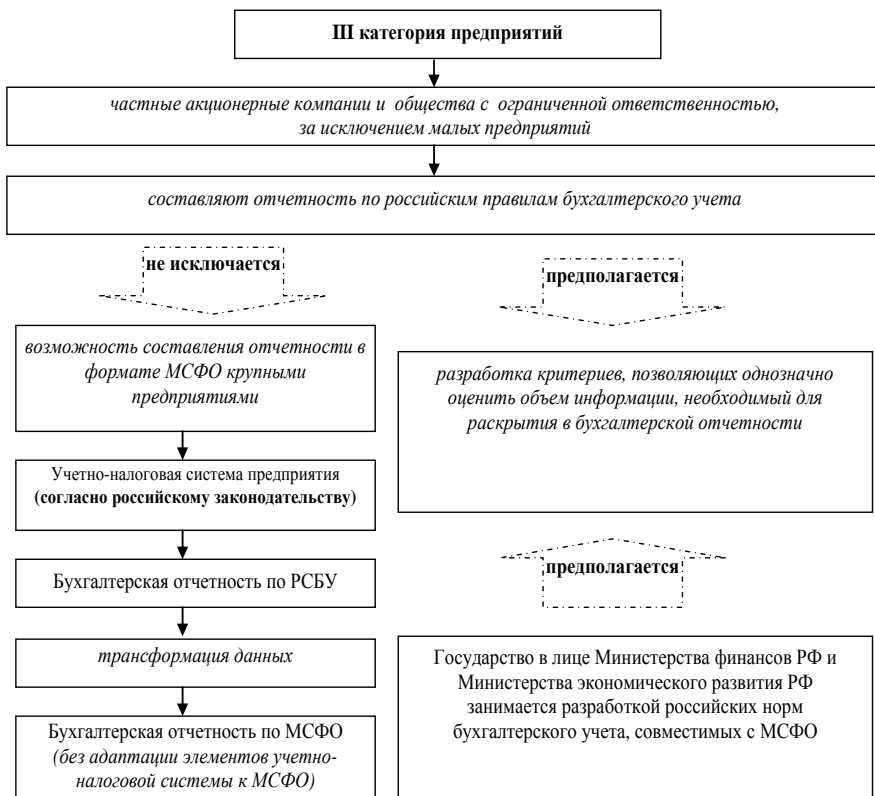 III категория предприятий
частные акционерные компании и общества с ограниченной ответственностью,
за исключением малых предприятий
составляют отчетность по российским правилам бухгалтерского учета
не исключается
возможность составления отчетности в
формате МСФО крупными
предприятиями
Учетно-налоговая система предприятия
(согласно российскому законодательству)
Бухгалтерская отчетность по РСБУ
трансформация данных
Бухгалтерская отчетность по МСФО
(без адаптации элементов учетно-
налоговой системы к МСФО)
предполагается
разработка критериев, позволяющих однозначно
оценить объем информации, необходимый для
раскрытия в бухгалтерской отчетности
предполагается
Государство в лице Министерства финансов РФ и
Министерства экономического развития РФ
занимается разработкой российских норм
бухгалтерского учета, совместимых с МСФО